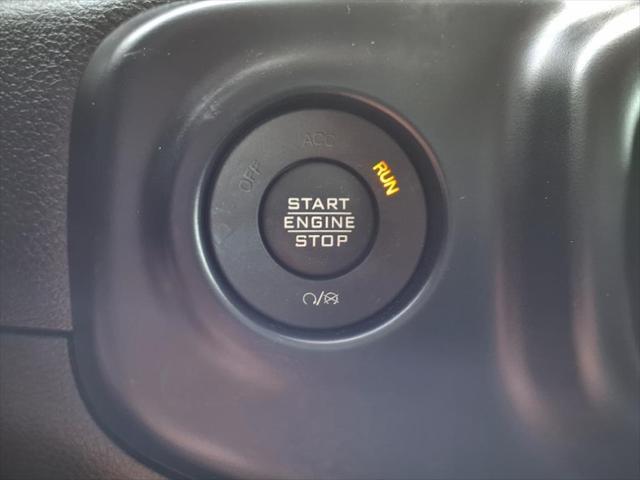 OFF
ACC
RUN
START
ENGINE
STOP